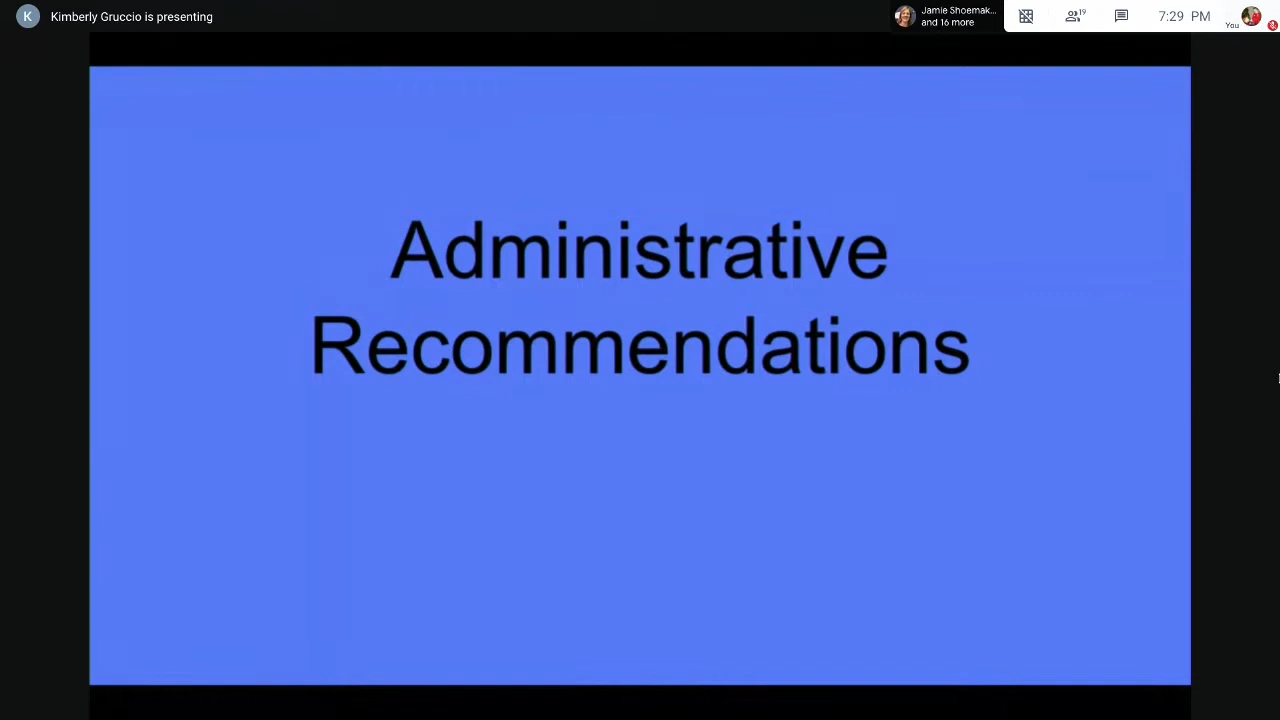 K
Kimberly Gruccio is presenting
Jamie Shoemak...
and 16 more
19
7:29 PM
You
Administrative
Recommendations